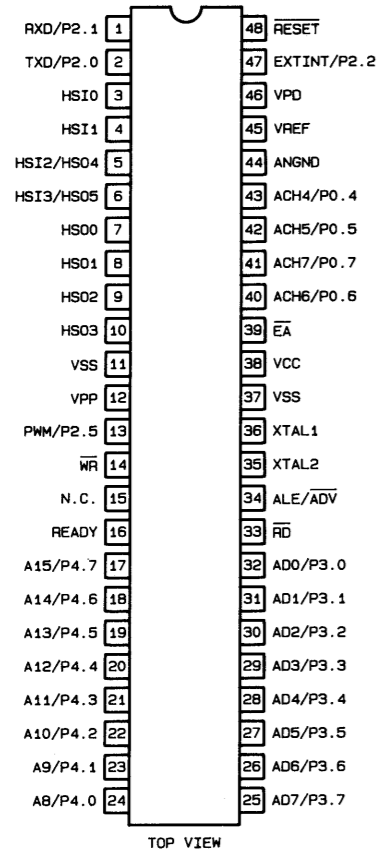 RXD/P2.1 1 48 R̅E̅S̅E̅T̅
TXD/P2.0 2 47 EXTINT/P2.2
HSI0 3 46 VPD
HSI1 4 45 VREF
HSI2/HSO4 5 44 ANGND
HSI3/HSO5 6 43 ACH4/P0.4
HSO0 7 42 ACH5/P0.5
HSO1 8 41 ACH7/P0.7
HSO2 9 40 ACH6/P0.6
HSO3 10 39 E̅A̅
VSS 11 38 VCC
VPP 12 37 VSS
PWM/P2.5 13 36 XTAL1
W̅R̅ 14 35 XTAL2
N.C. 15 34 ALE/A̅D̅V̅
READY 16 33 R̅D̅
A15/P4.7 17 32 AD0/P3.0
A14/P4.6 18 31 AD1/P3.1
A13/P4.5 19 30 AD2/P3.2
A12/P4.4 20 29 AD3/P3.3
A11/P4.3 21 28 AD4/P3.4
A10/P4.2 22 27 AD5/P3.5
A9/P4.1 23 26 AD6/P3.6
A8/P4.0 24 25 AD7/P3.7
TOP VIEW